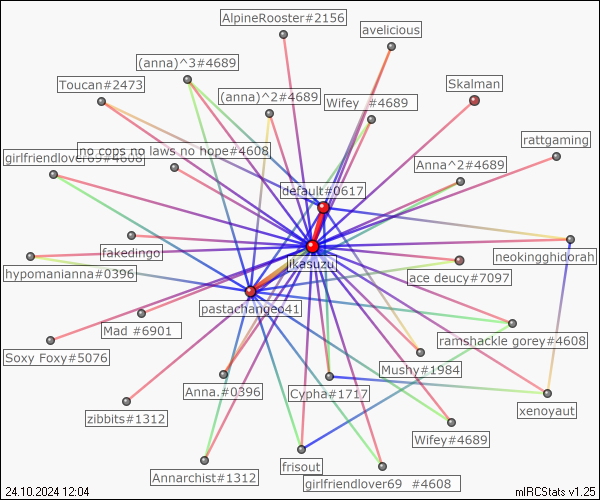 AlpineRooster#2156
avelicious
(anna)^3#4689
Toucan#2473
Skalman
(anna)^2#4689
Wifey #4689
rattgaming
no cops no laws no hope#4608
girlfriendlover69#4608
Anna^2#4689
default#0617
fakedingo
neokingghidorah
ikasuzu
hypomanianna#0396
ace deucy#7097
pastachangeo41
Mad #6901
ramshackle gorey#4608
Soxy Foxy#5076
Mushy#1984
Anna.#0396
Cypha#1717
xenoyaut
zibbits#1312
Wifey#4689
frisout
Annarchist#1312
girlfriendlover69 #4608
24.10.2024 12:04
mIRCStats v1.25